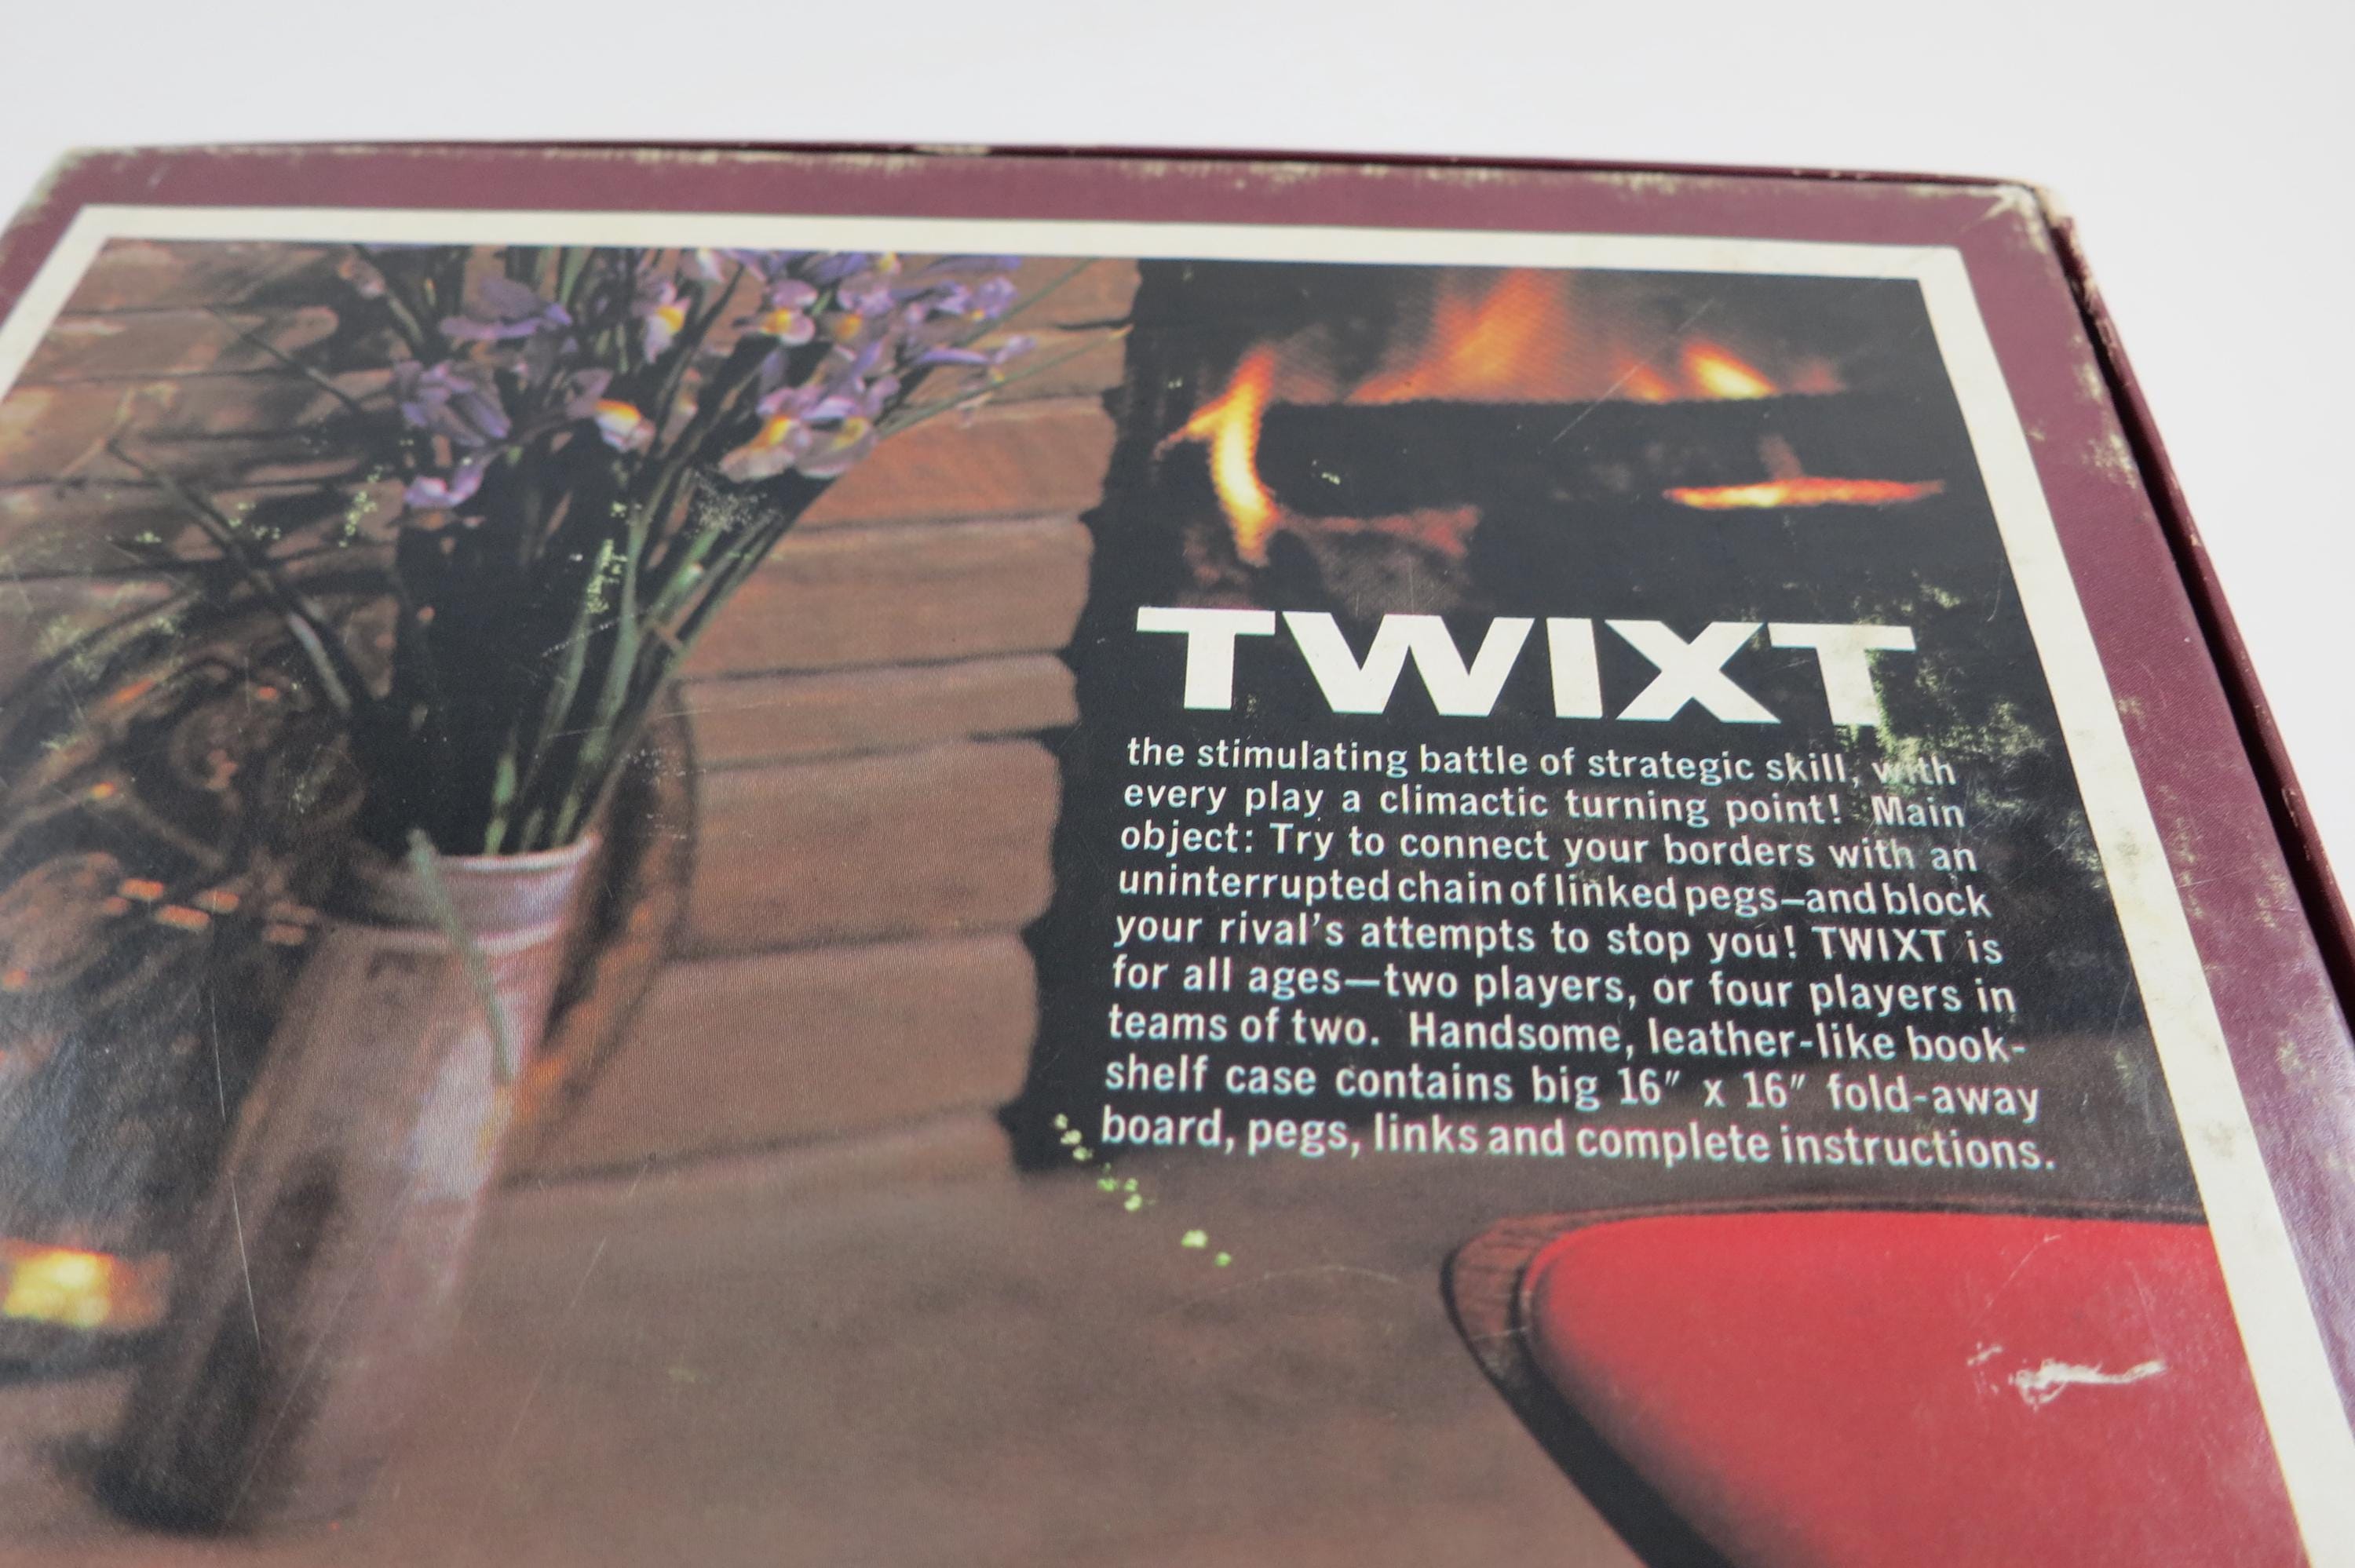 TWIXT
the stimulating battle of strategic skill, with
every play a climactic turning point! Main
object: Try to connect your borders with an
uninterrupted chain of linked pegs—and block
your rival's attempts to stop you! TWIXT is
for all ages—two players, or four players in
teams of two. Handsome, leather-like book-
shelf case contains big 16" x 16" fold-away
board, pegs, links and complete instructions.